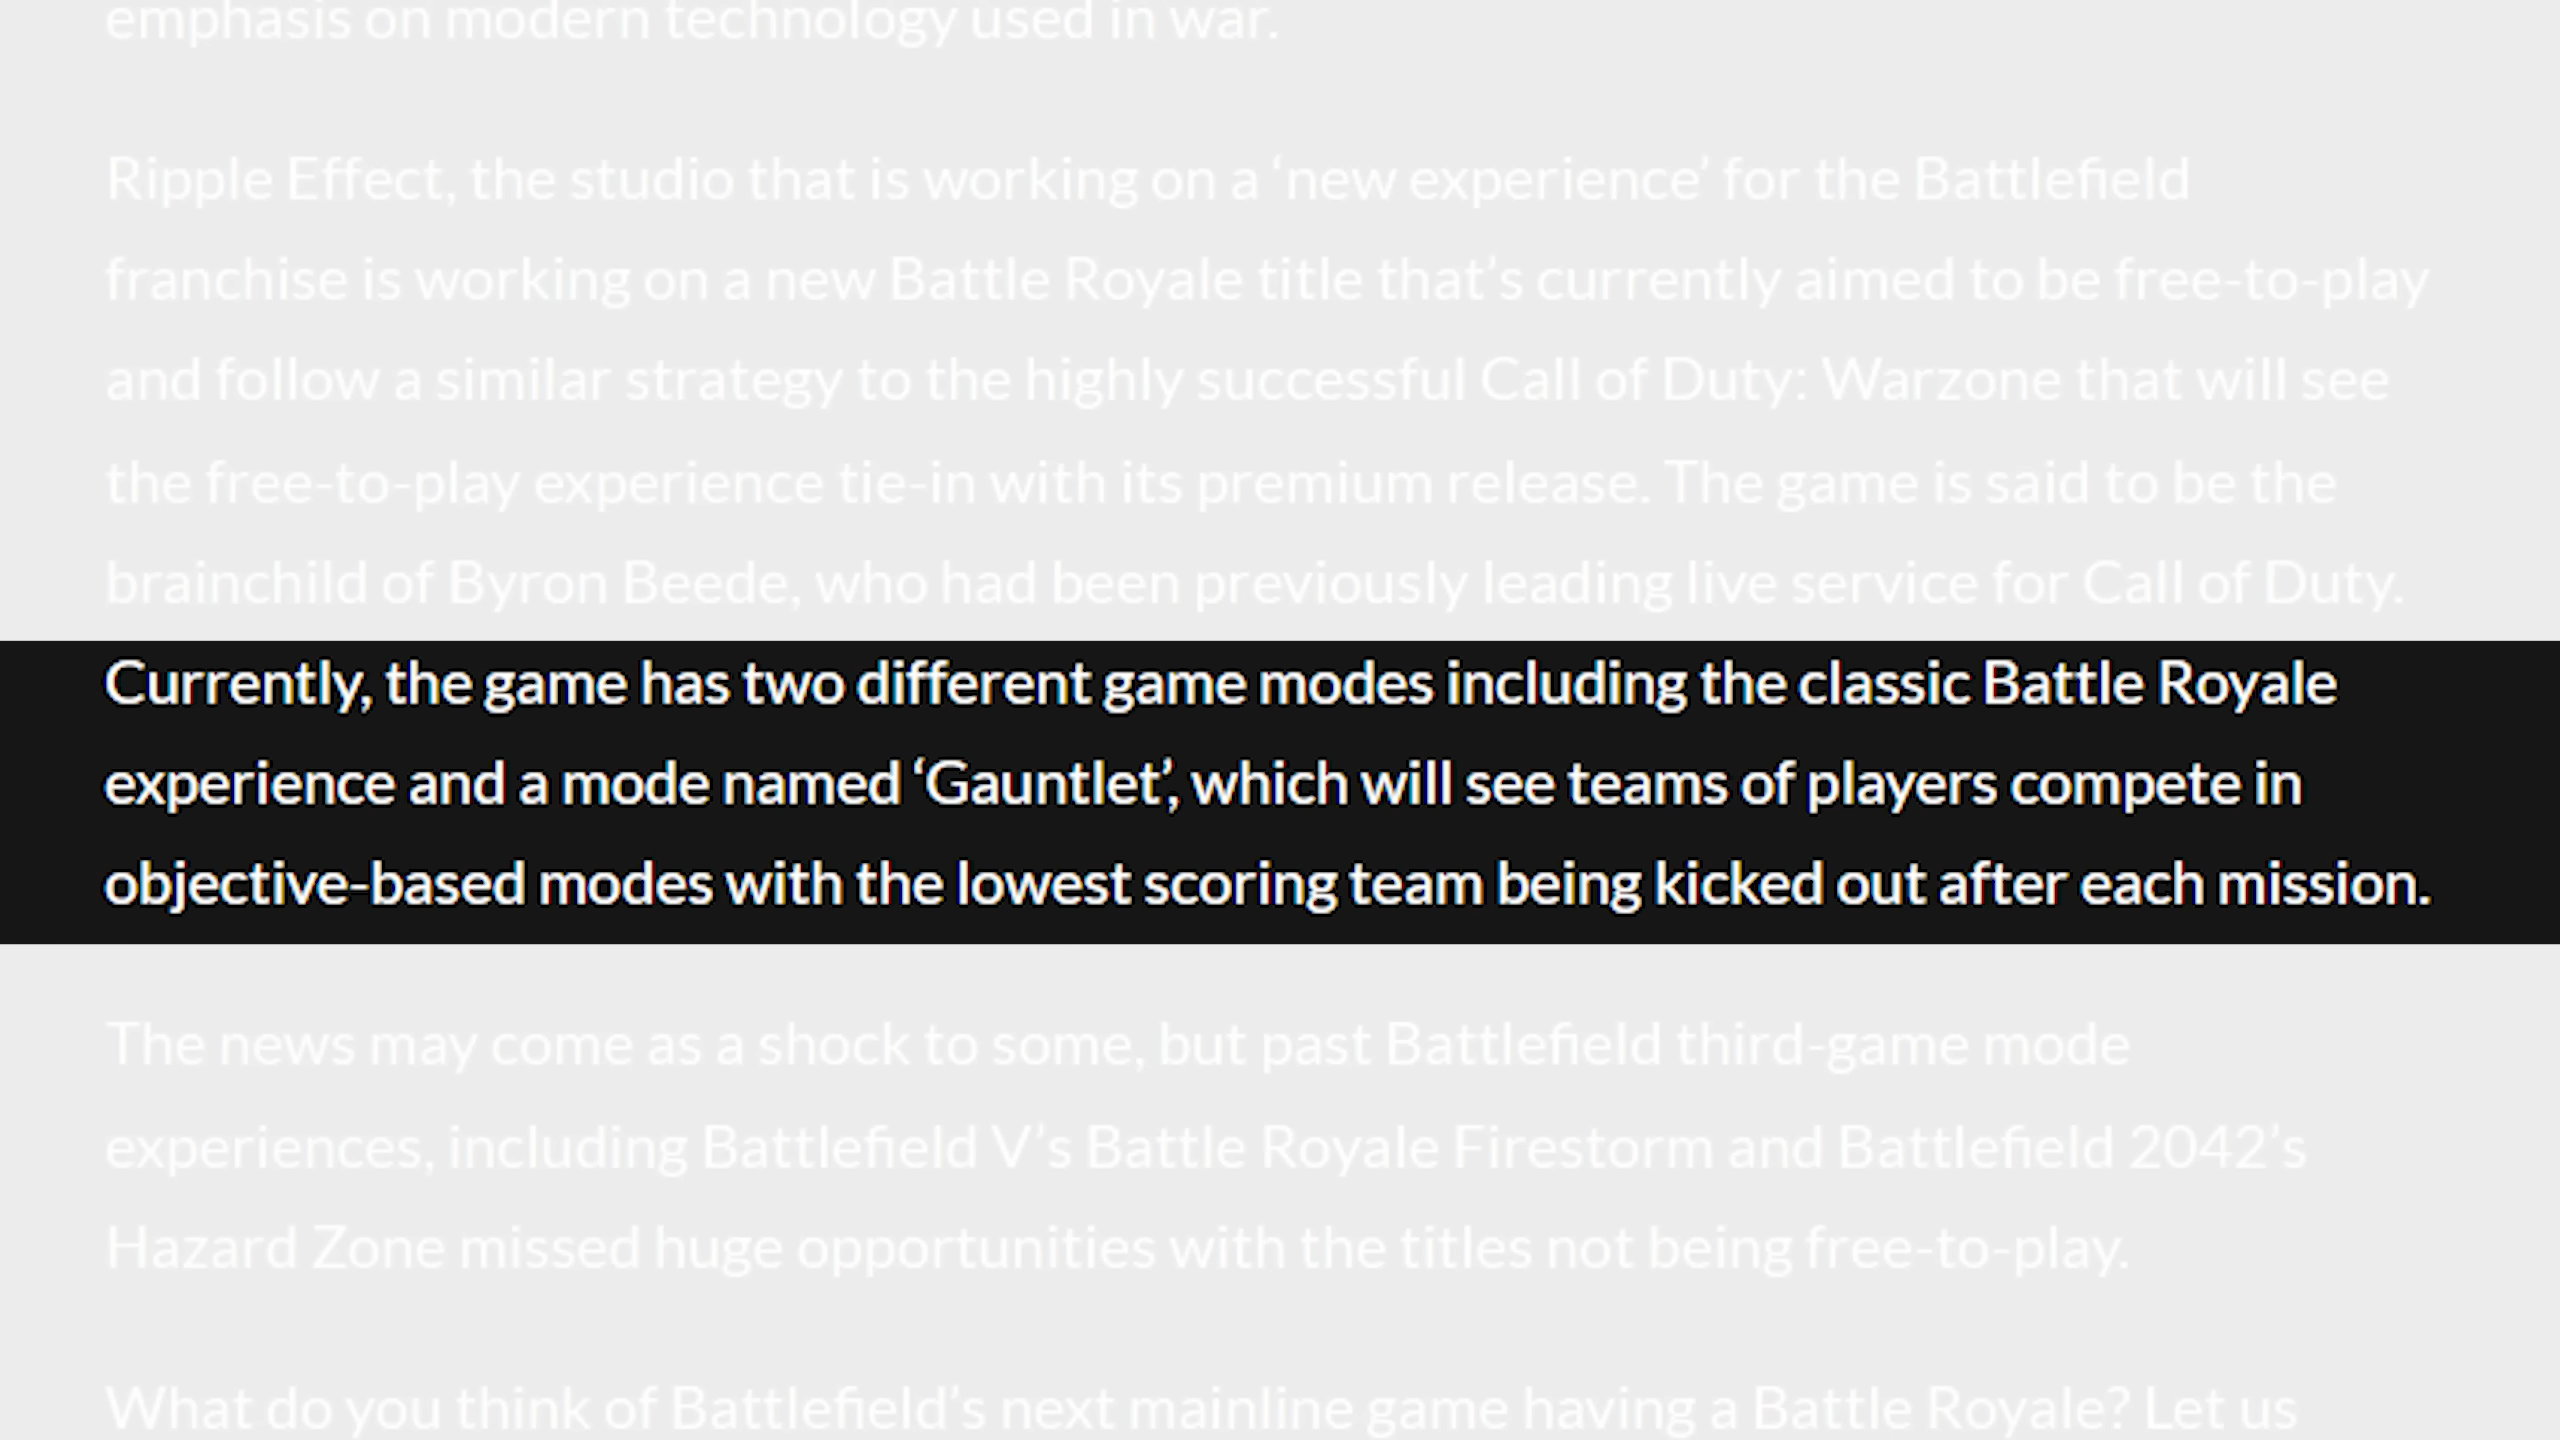 emphasis on modern technology used in war.
Ripple Effect, the studio that is working on a ‘new experience’ for the Battlefield
franchise is working on a new Battle Royale title that’s currently aimed to be free-to-play
and follow a similar strategy to the highly successful Call of Duty: Warzone that will see
the free-to-play experience tie-in with its premium release. The game is said to be the
brainchild of Byron Beede, who had been previously leading live service for Call of Duty.
Currently, the game has two different game modes including the classic Battle Royale
experience and a mode named ‘Gauntlet’, which will see teams of players compete in
objective-based modes with the lowest scoring team being kicked out after each mission.
The news may come as a shock to some, but past Battlefield third-game mode
experiences, including Battlefield V’s Battle Royale Firestorm and Battlefield 2042’s
Hazard Zone missed huge opportunities with the titles not being free-to-play.
What do you think of Battlefield’s next mainline game having a Battle Royale? Let us